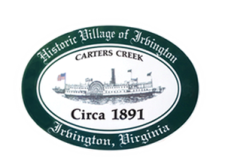 Historic Village of Irvington
CARTERS CREEK
Circa 1891
Irvington, Virginia